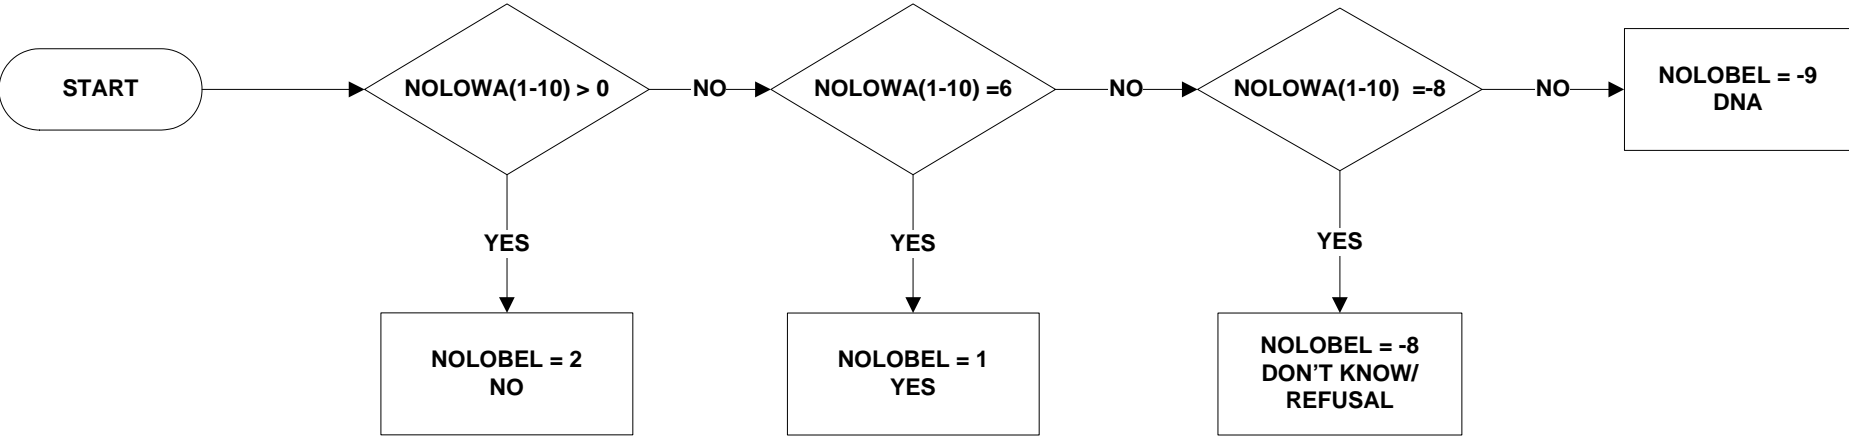 START
NOLOWA(1-10) > 0
NO
NOLOWA(1-10) =6
NO
NOLOWA(1-10) =-8
NO
NOLOBEL = -9
DNA
YES
YES
YES
NOLOBEL = 2
NO
NOLOBEL = 1
YES
NOLOBEL = -8
DON'T KNOW/
REFUSAL